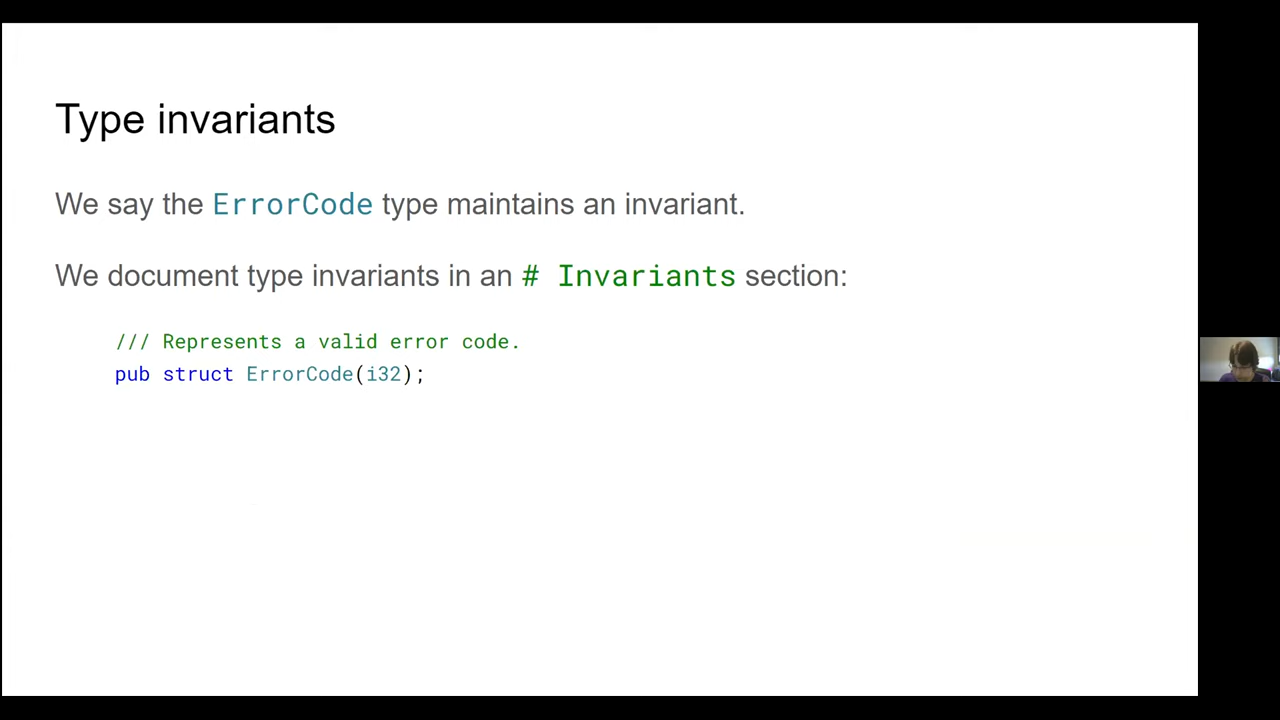 Type invariants
We say the ErrorCode type maintains an invariant.
We document type invariants in an # Invariants section:
/// Represents a valid error code.
pub struct ErrorCode(i32);